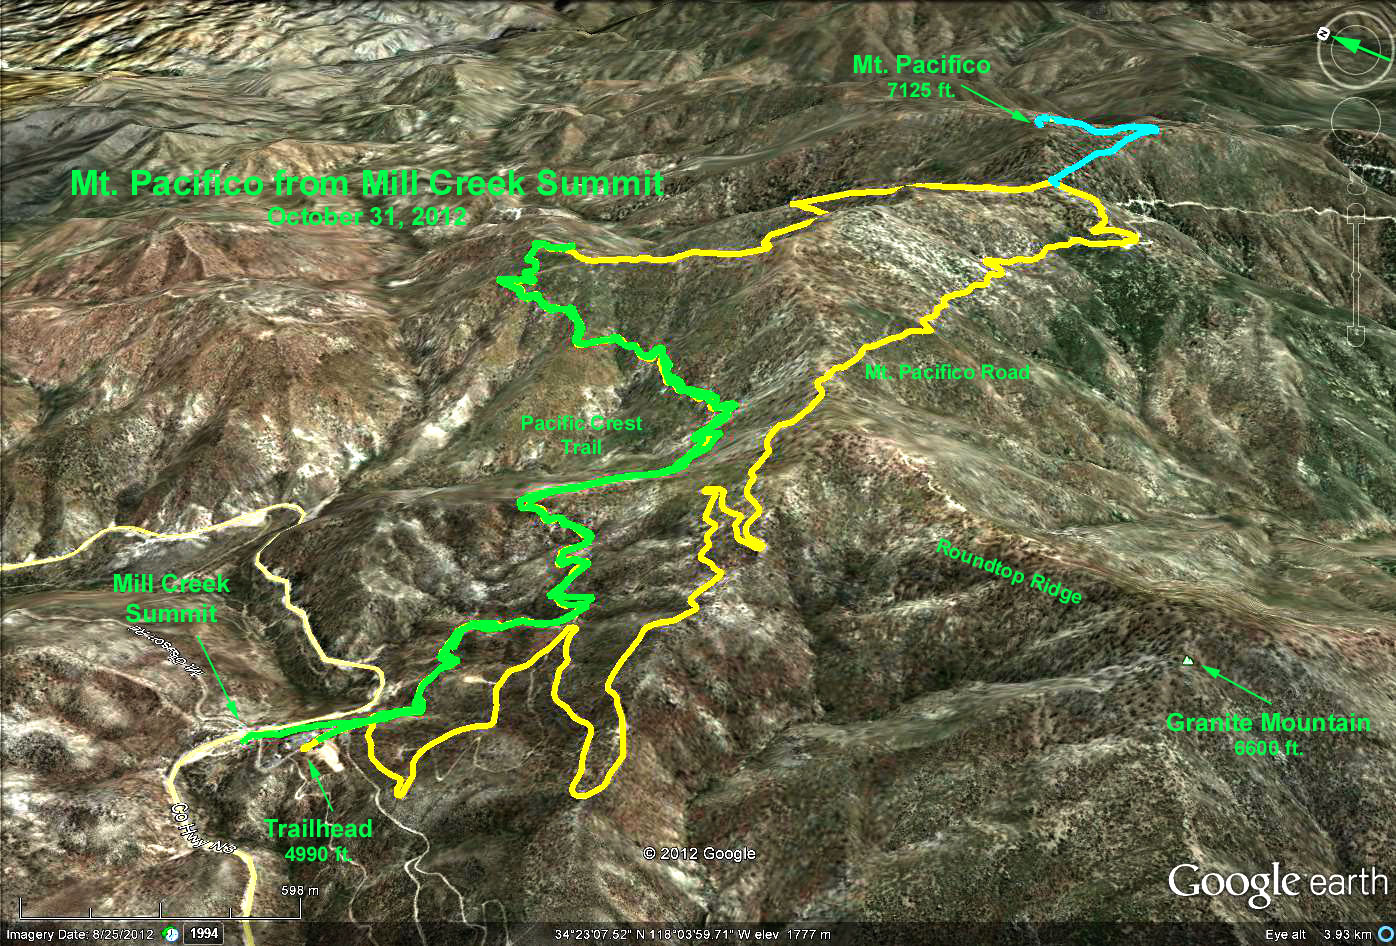 N
Mt. Pacifico
7125 ft.
Mt. Pacifico from Mill Creek Summit
October 31, 2012
Mt. Pacifico Road
Pacific Crest
Trail
Roundtop Ridge
Mill Creek
Summit
Granite Mountain
6600 ft.
Co Hwy N3
Trailhead
4990 ft.
© 2012 Google
Google earth
598 m
Imagery Date: 8/25/2012
1994
34°23'07.52" N 118°03'59.71" W elev 1777 m
Eye alt 3.93 km